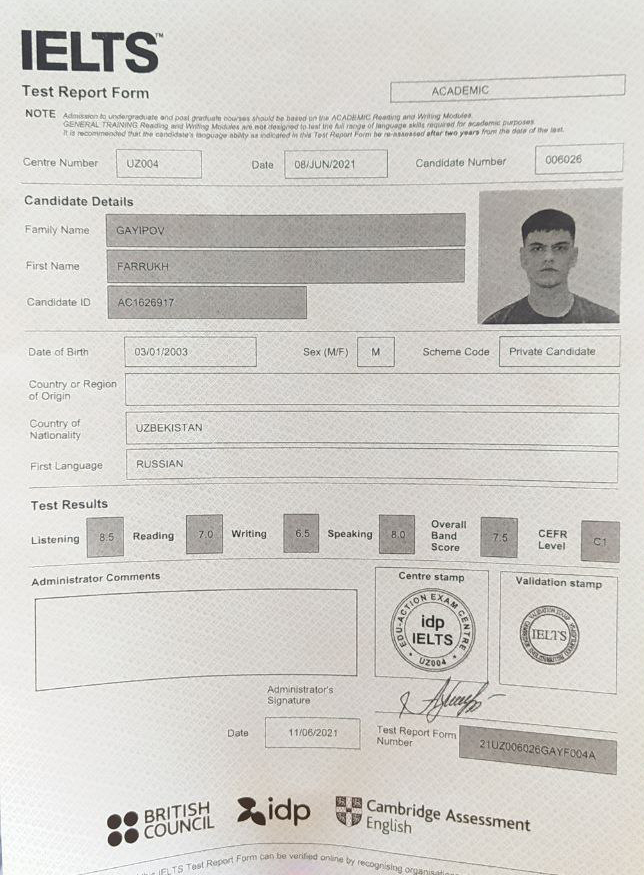 IELTS™
Test Report Form
ACADEMIC
NOTE Admission to undergraduate and post graduate courses should be based on the ACADEMIC Reading and Writing Modules.
GENERAL TRAINING Reading and Writing Modules are not designed to test the full range of language skills required for academic purposes.
It is recommended that the candidate's language ability as indicated in this Test Report Form be re-assessed after two years from the date of the test.
Centre Number UZ004 Date 08/JUN/2021 Candidate Number 006026
Candidate Details
Family Name GAYIPOV
First Name FARRUKH
Candidate ID AC1626917
Date of Birth 03/01/2003 Sex (M/F) M Scheme Code Private Candidate
Country or Region
of Origin
Country of
Nationality UZBEKISTAN
First Language RUSSIAN
Test Results
Listening 8.5 Reading 7.0 Writing 6.5 Speaking 8.0 Overall Band Score 7.5 CEFR Level C1
Administrator Comments
Centre stamp
Validation stamp
EDU-ACTION EXAM CENTRE
idp
IELTS
UZ004
IELTS
Administrator's
Signature
Date 11/06/2021
Test Report Form
Number 21UZ006026GAYF004A
BRITISH
COUNCIL
idp
Cambridge Assessment
English
IELTS Test Report Form can be verified online by recognising